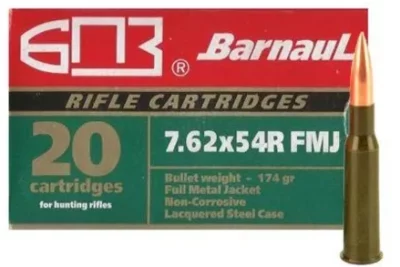 БПЗ ® Barnaul
RIFLE CARTRIDGES
20
cartridges
for hunting rifles
7.62x54R FMJ
Bullet weight - 174 gr
Full Metal Jacket
Non-Corrosive
Lacquered Steel Case